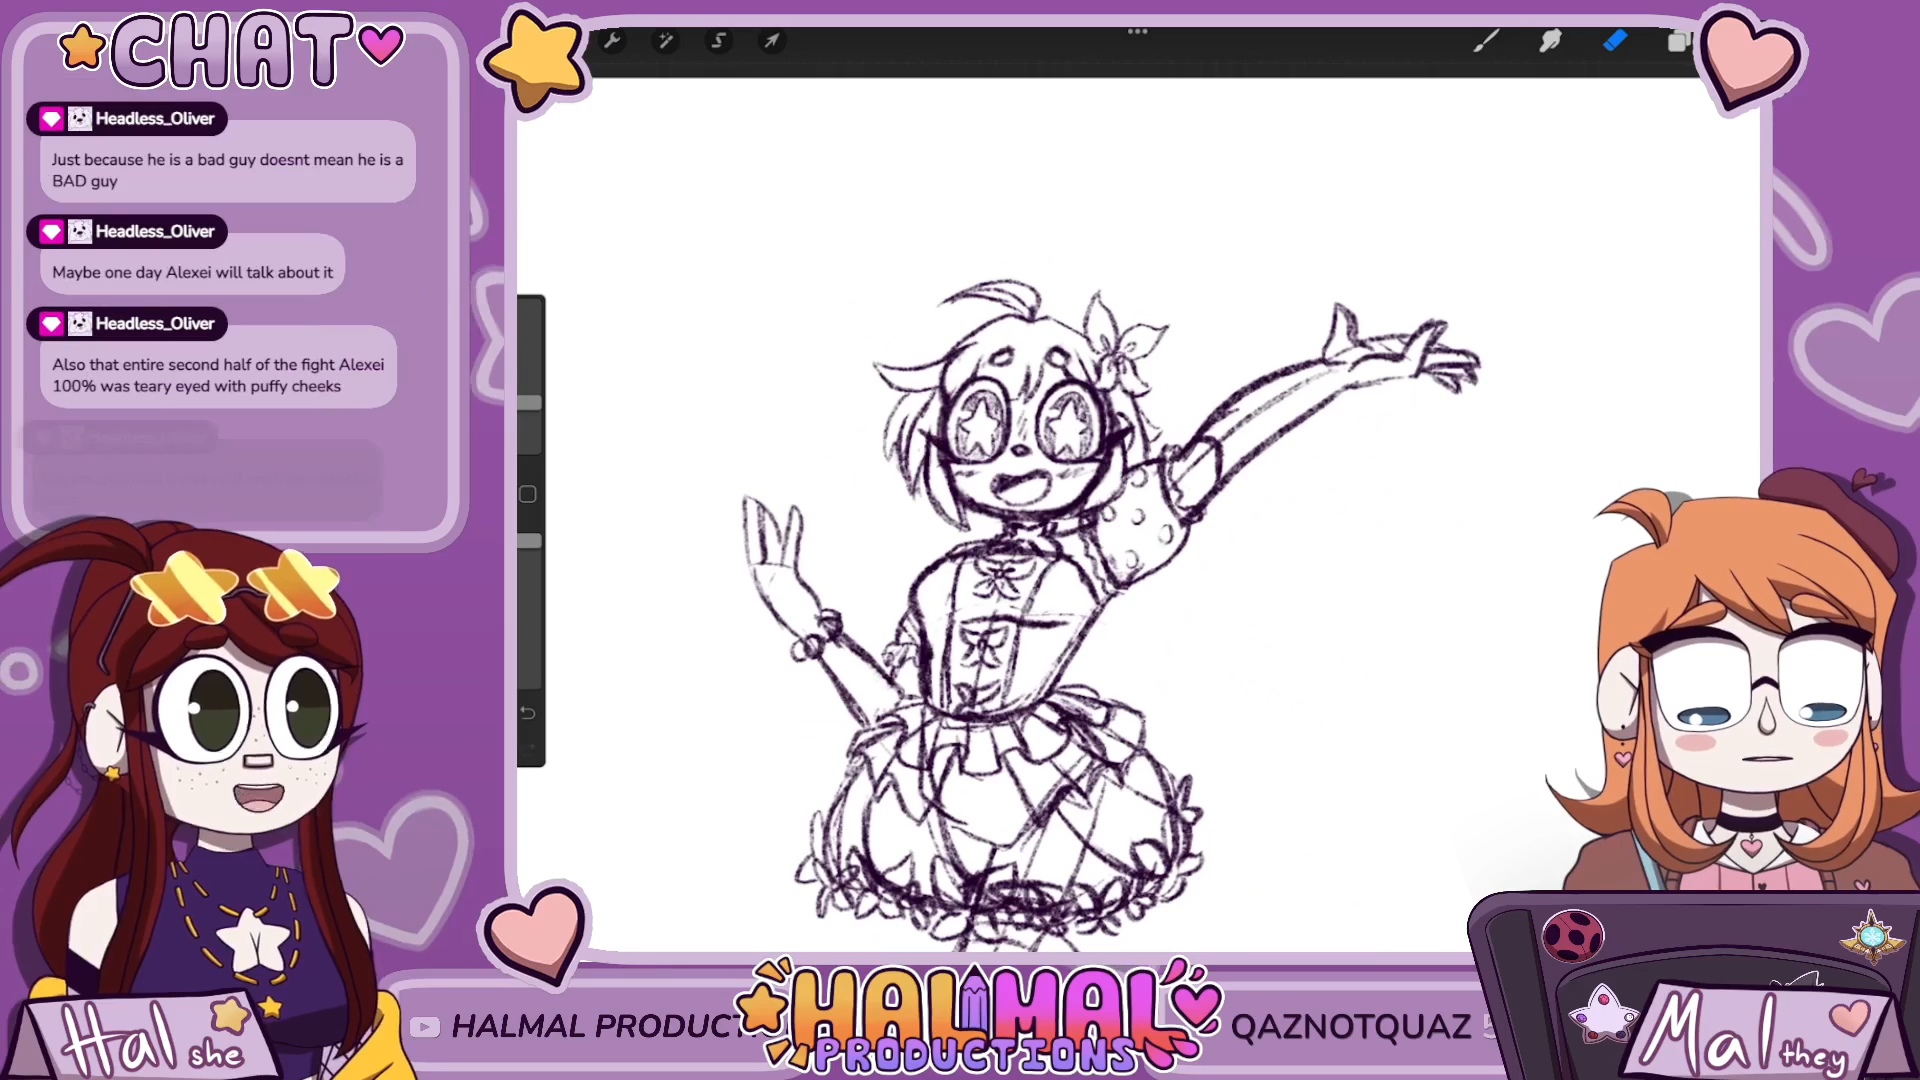 CHAT
Headless_Oliver
Just because he is a bad guy doesnt mean he is a
BAD guy
Headless_Oliver
Maybe one day Alexei will talk about it
Headless_Oliver
Also that entire second half of the fight Alexei
100% was teary eyed with puffy cheeks
Hal she
HALMAL PRODUCT
HALMAL
PRODUCTIONS
QAZNOTQUAZ
Mal they